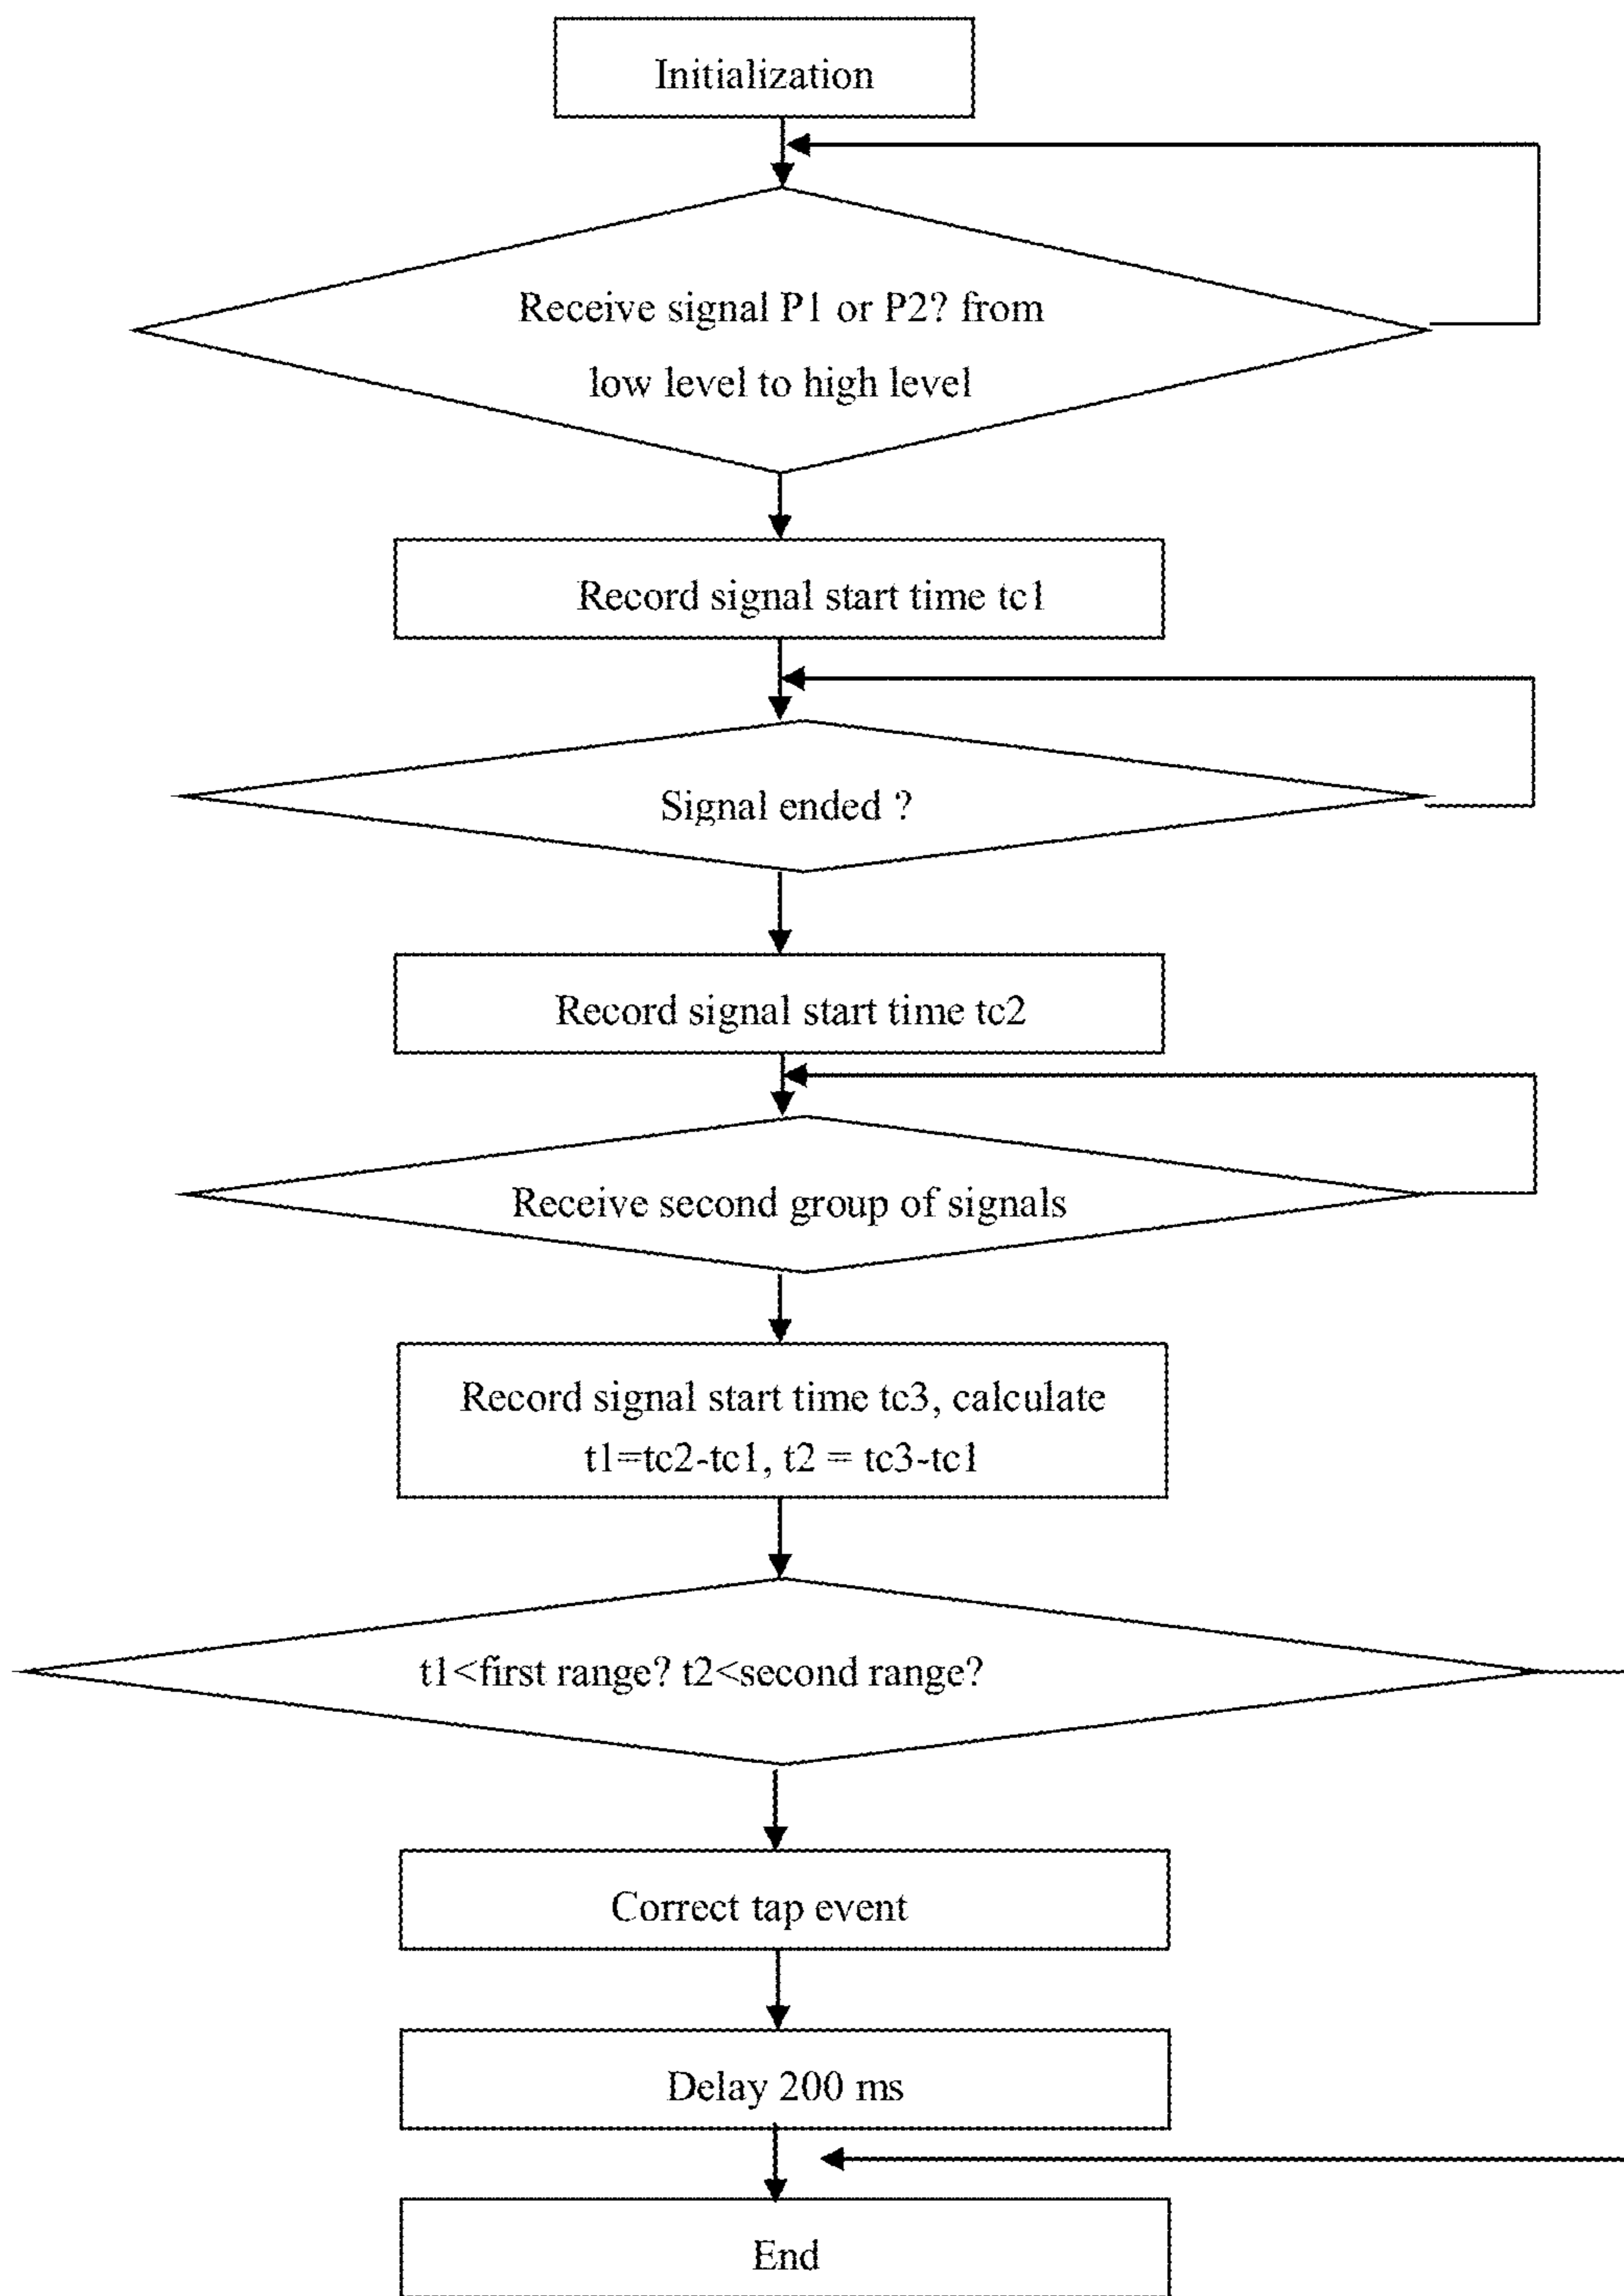 Initialization
Receive signal P1 or P2? from
low level to high level
Record signal start time tc1
Signal ended ?
Record signal start time tc2
Receive second group of signals
Record signal start time tc3, calculate
t1=tc2-tc1, t2 = tc3-tc1
t1<first range? t2<second range?
Correct tap event
Delay 200 ms
End